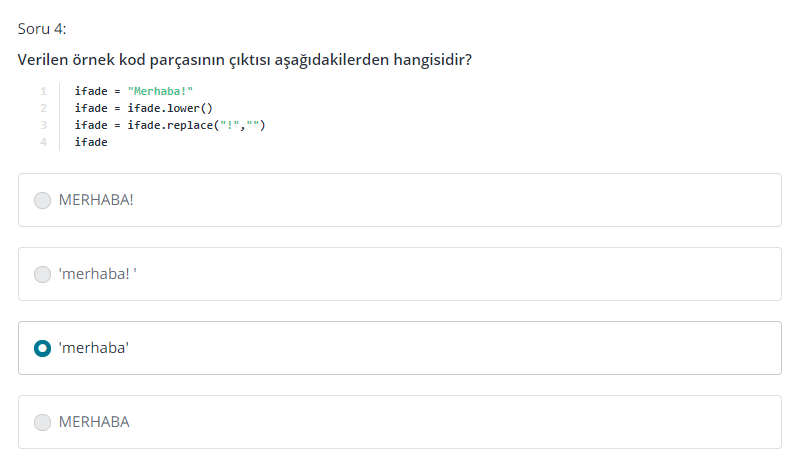 Soru 4:
Verilen örnek kod parçasının çıktısı aşağıdakilerden hangisidir?
1 ifade = "Merhaba!"
2 ifade = ifade.lower()
3 ifade = ifade.replace("!","")
4 ifade
MERHABA!
'merhaba! '
'merhaba'
MERHABA